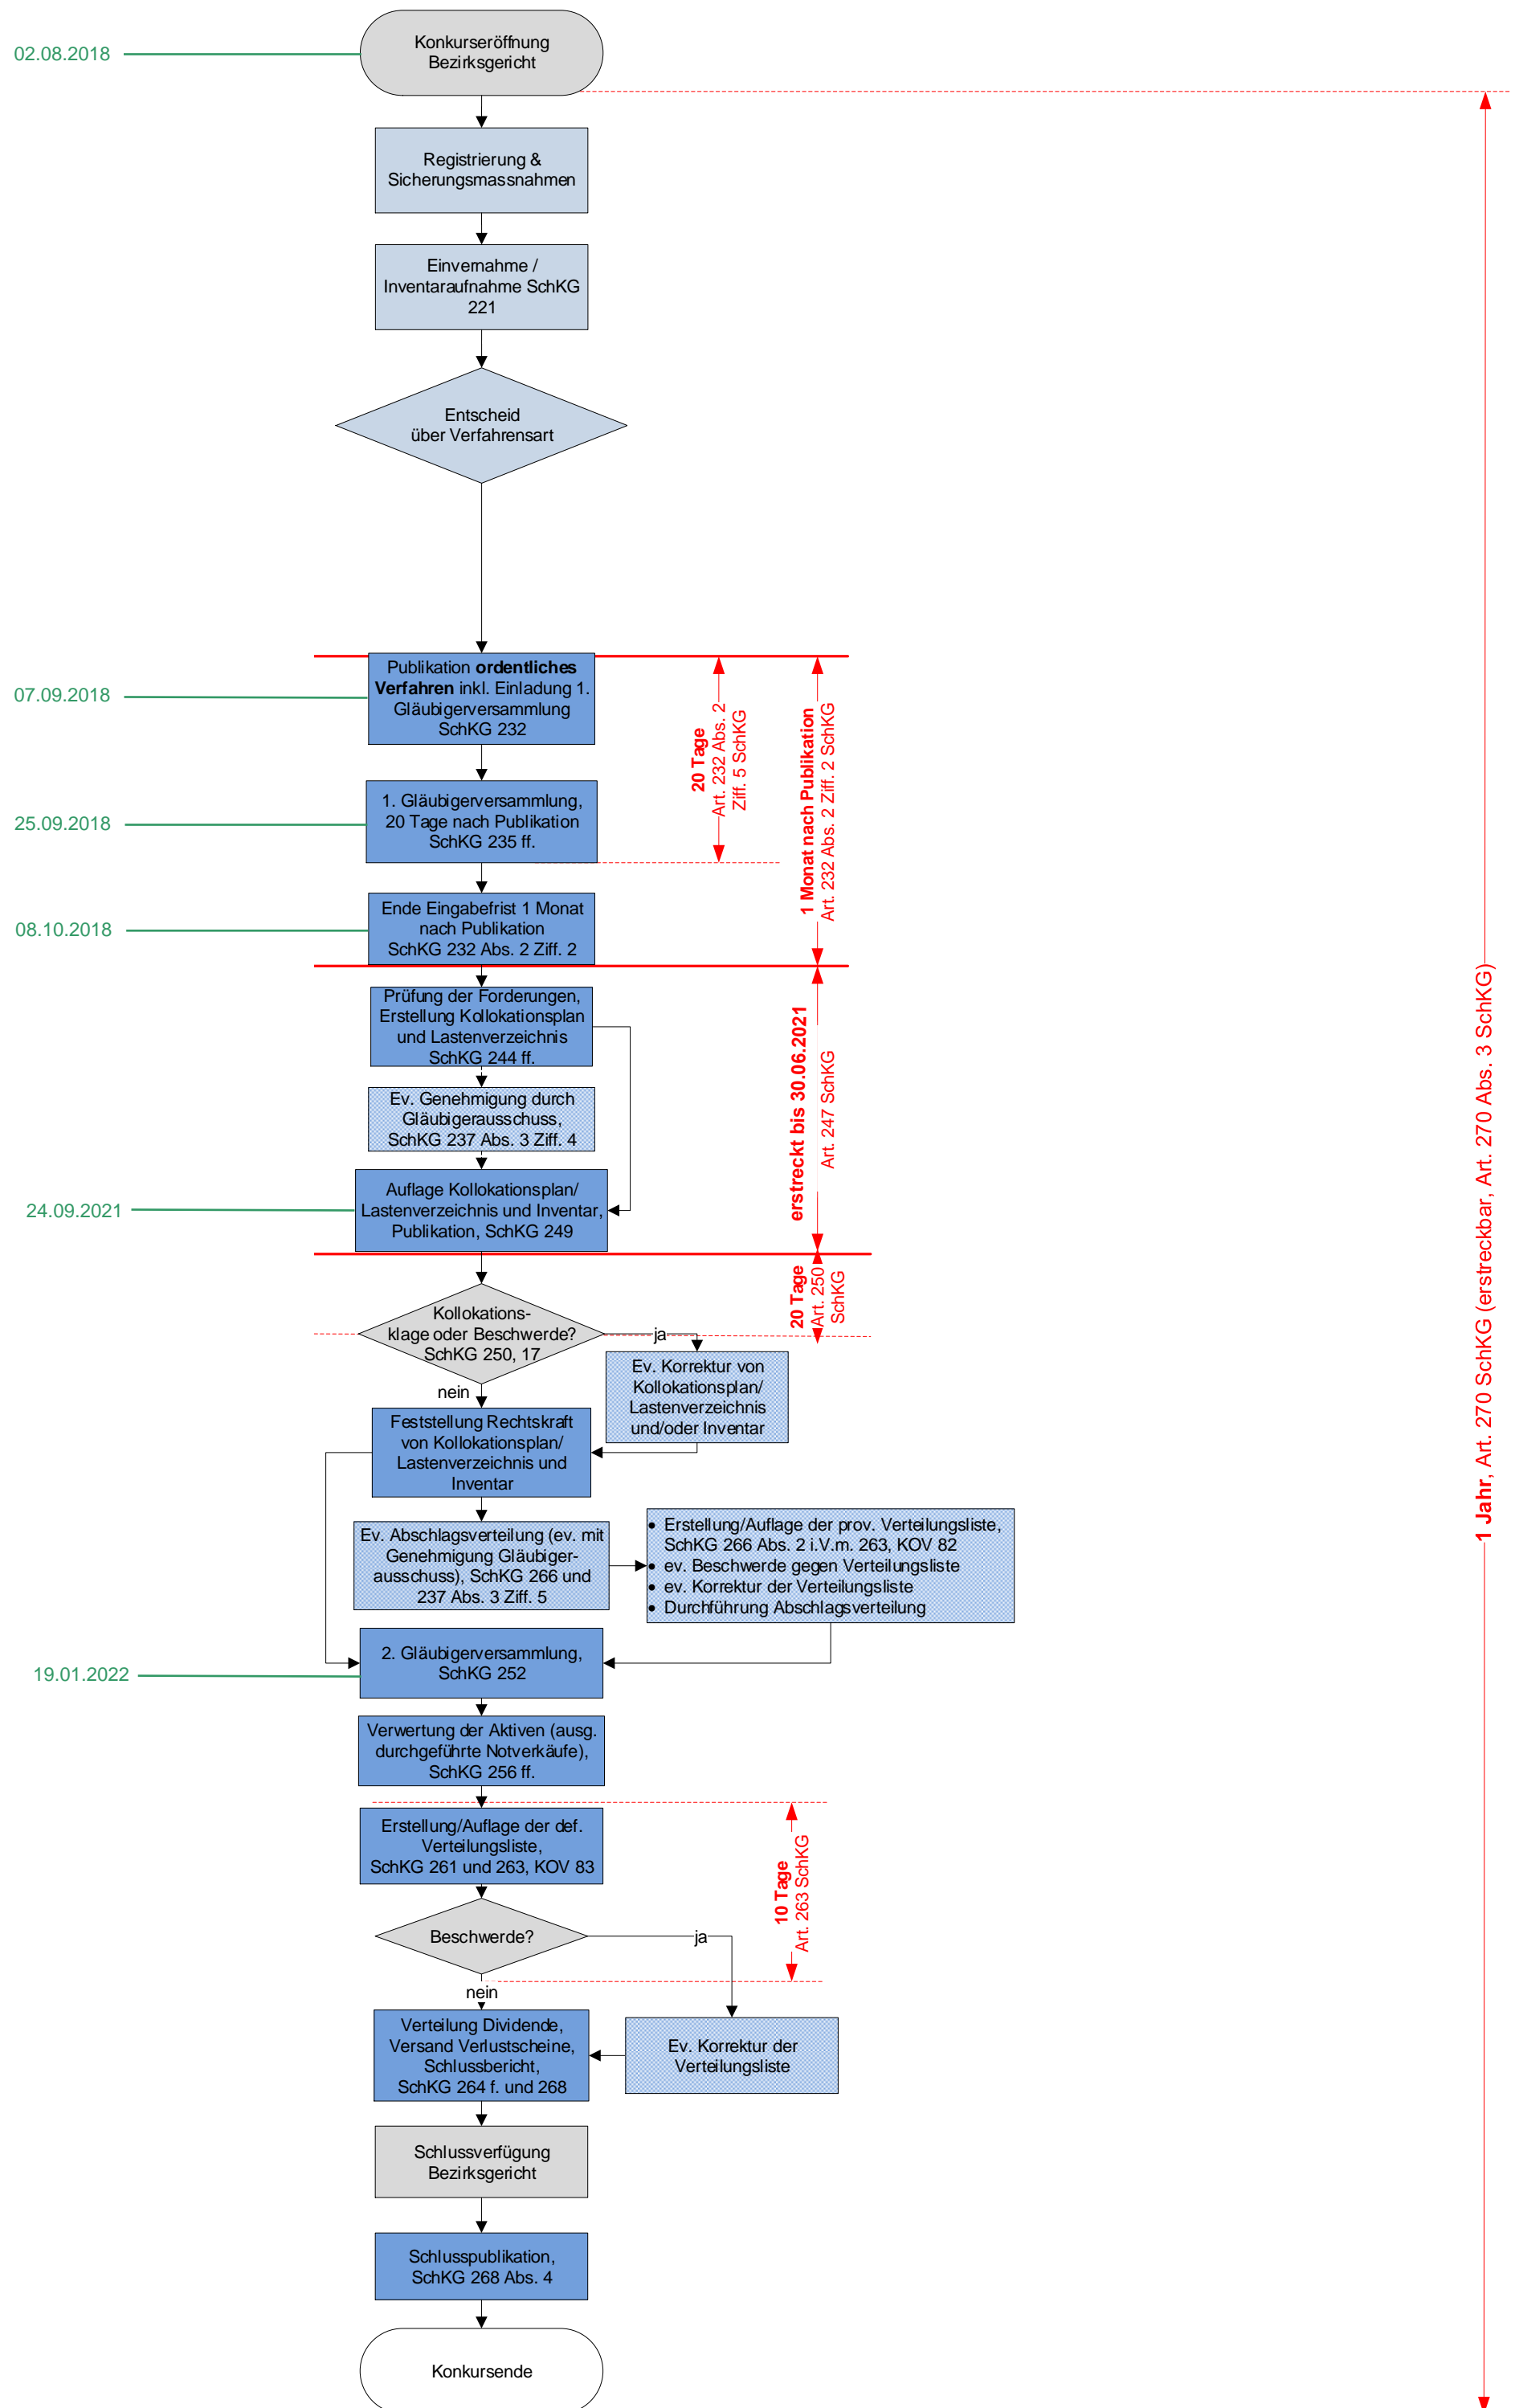 Konkurseröffnung
Bezirksgericht
02.08.2018
Registrierung &
Sicherungsmassnahmen
Einvernahme /
Inventaraufnahme SchKG
221
Entscheid
über Verfahrensart
Publikation ordentliches
Verfahren inkl. Einladung 1.
Gläubigerversammlung
SchKG 232
07.09.2018
20 Tage
Art. 232 Abs. 2
Ziff. 5 SchKG
1 Monat nach Publikation
Art. 232 Abs. 2 Ziff. 2 SchKG
1. Gläubigerversammlung,
20 Tage nach Publikation
SchKG 235 ff.
25.09.2018
Ende Eingabefrist 1 Monat
nach Publikation
SchKG 232 Abs. 2 Ziff. 2
08.10.2018
Prüfung der Forderungen,
Erstellung Kollokationsplan
und Lastenverzeichnis
SchKG 244 ff.
erstreckt bis 30.06.2021
Art. 247 SchKG
Ev. Genehmigung durch
Gläubigerausschuss,
SchKG 237 Abs. 3 Ziff. 4
Auflage Kollokationsplan/
Lastenverzeichnis und Inventar,
Publikation, SchKG 249
24.09.2021
20 Tage
Art. 250
SchKG
1 Jahr, Art. 270 SchKG (erstreckbar, Art. 270 Abs. 3 SchKG)
Kollokations-
klage oder Beschwerde?
SchKG 250, 17
ja
nein
Ev. Korrektur von
Kollokationsplan/
Lastenverzeichnis
und/oder Inventar
Feststellung Rechtskraft
von Kollokationsplan/
Lastenverzeichnis und
Inventar
Ev. Abschlagsverteilung (ev. mit
Genehmigung Gläubiger-
ausschuss), SchKG 266 und
237 Abs. 3 Ziff. 5
• Erstellung/Auflage der prov. Verteilungsliste,
SchKG 266 Abs. 2 i.V.m. 263, KOV 82
• ev. Beschwerde gegen Verteilungsliste
• ev. Korrektur der Verteilungsliste
• Durchführung Abschlagsverteilung
2. Gläubigerversammlung,
SchKG 252
19.01.2022
Verwertung der Aktiven (ausg.
durchgeführte Notverkäufe),
SchKG 256 ff.
Erstellung/Auflage der def.
Verteilungsliste,
SchKG 261 und 263, KOV 83
10 Tage
Art. 263 SchKG
Beschwerde?
ja
nein
Verteilung Dividende,
Versand Verlustscheine,
Schlussbericht,
SchKG 264 f. und 268
Ev. Korrektur der
Verteilungsliste
Schlussverfügung
Bezirksgericht
Schlusspublikation,
SchKG 268 Abs. 4
Konkursende